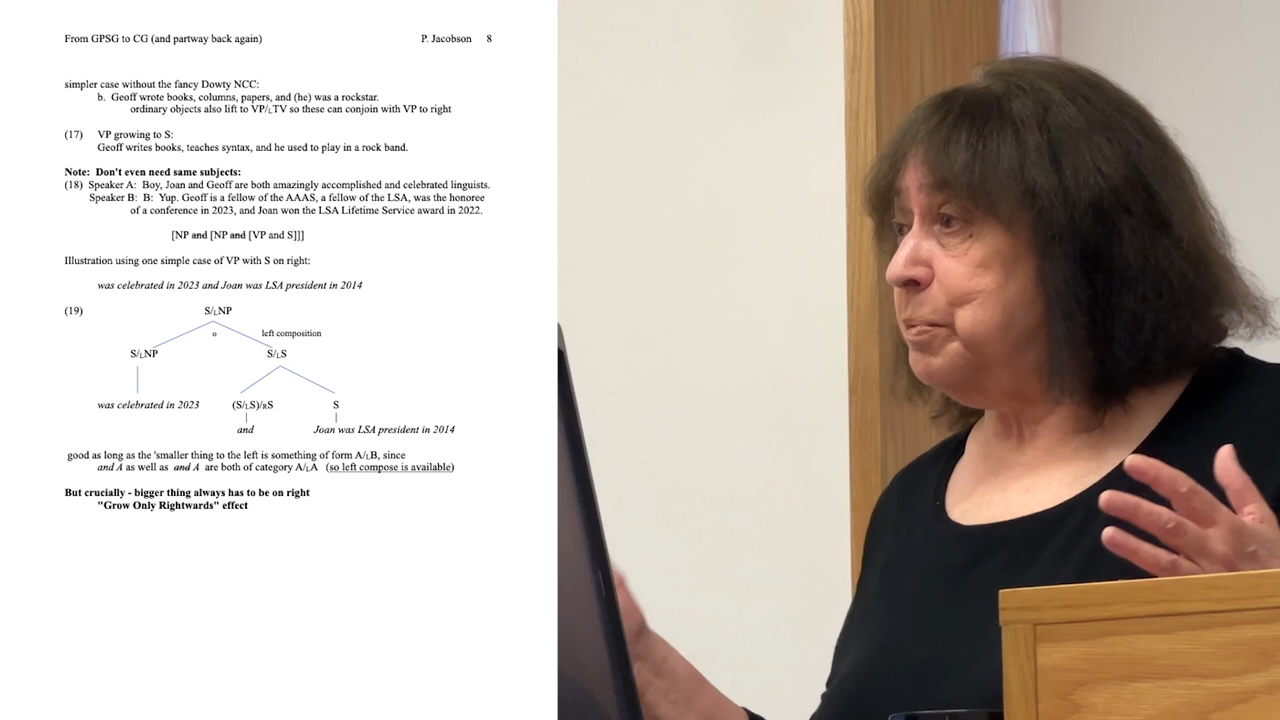 From GPSG to CG (and partway back again) P. Jacobson 8
simpler case without the fancy Dowty NCC:
b. Geoff wrote books, columns, papers, and (he) was a rockstar.
ordinary objects also lift to VP/LTV so these can conjoin with VP to right
(17) VP growing to S:
Geoff writes books, teaches syntax, and he used to play in a rock band.
Note: Don't even need same subjects:
(18) Speaker A: Boy, Joan and Geoff are both amazingly accomplished and celebrated linguists.
Speaker B: B: Yup. Geoff is a fellow of the AAAS, a fellow of the LSA, was the honoree
of a conference in 2023, and Joan won the LSA Lifetime Service award in 2022.
[NP and [NP and [VP and S]]]
Illustration using one simple case of VP with S on right:
was celebrated in 2023 and Joan was LSA president in 2014
(19) S/LNP
o left composition
S/LNP S/LS
was celebrated in 2023 (S/LS)/RS S
and Joan was LSA president in 2014
good as long as the 'smaller thing to the left is something of form A/LB, since
and A as well as and A are both of category A/LA (so left compose is available)
But crucially - bigger thing always has to be on right
"Grow Only Rightwards" effect